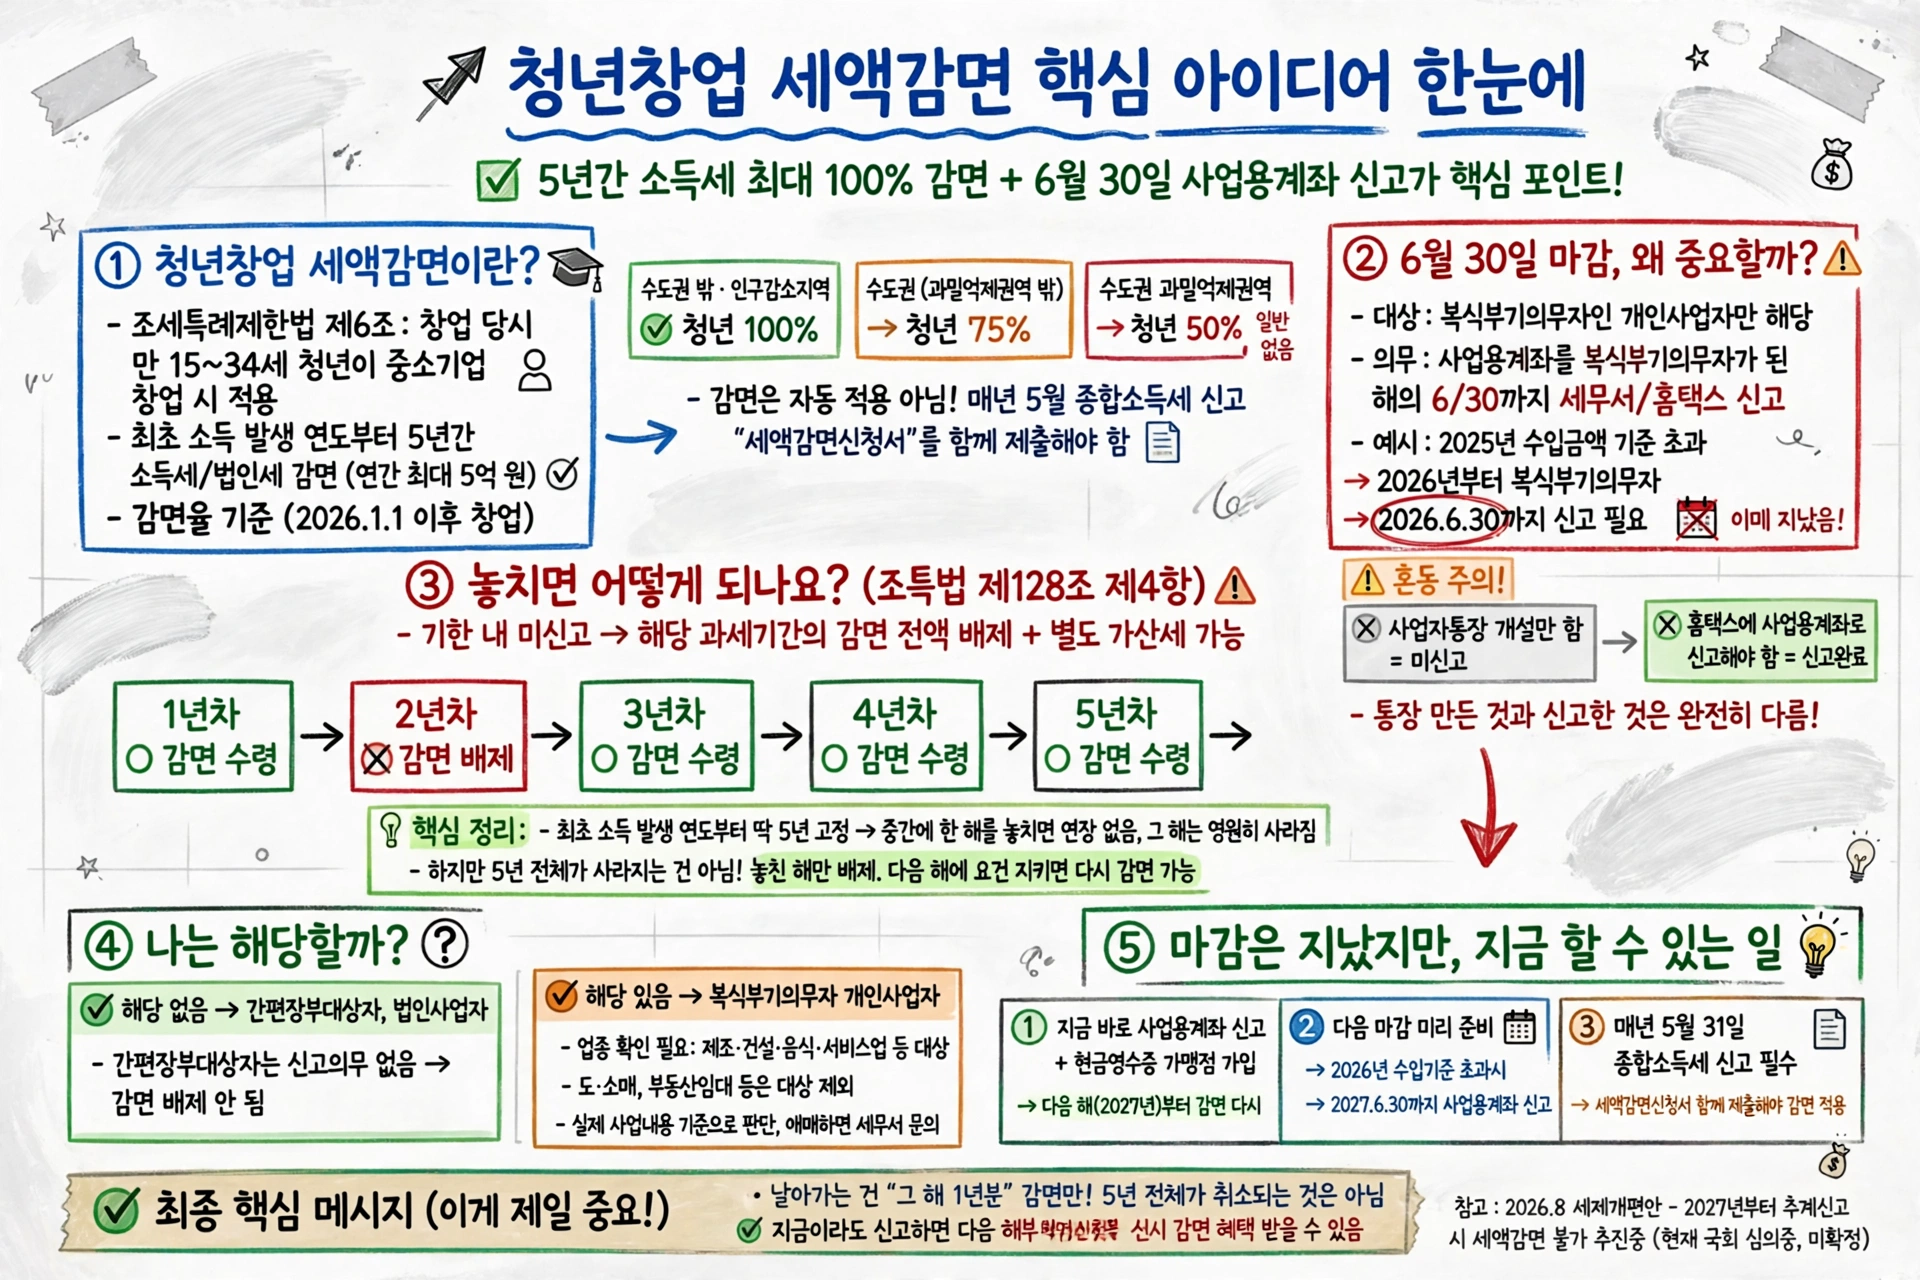 청년창업 세액감면 핵심 아이디어 한눈에
5년간 소득세 최대 100% 감면 + 6월 30일 사업용계좌 신고가 핵심 포인트!
① 청년창업 세액감면이란?
- 조세특례제한법 제6조 : 창업 당시
만 15~34세 청년이 중소기업
창업 시 적용
- 최초 소득 발생 연도부터 5년간
소득세/법인세 감면 (연간 최대 5억 원)
- 감면율 기준 (2026.1.1 이후 창업)
수도권 밖 · 인구감소지역
청년 100%
수도권 (과밀억제권역 밖)
→ 청년 75%
수도권 과밀억제권역
→ 청년 50% 일반
없음
- 감면은 자동 적용 아님! 매년 5월 종합소득세 신고
“세액감면신청서”를 함께 제출해야 함
② 6월 30일 마감, 왜 중요할까?
- 대상 : 복식부기의무자인 개인사업자만 해당
- 의무 : 사업용계좌를 복식부기의무자가 된
해의 6/30까지 세무서/홈택스 신고
- 예시 : 2025년 수입금액 기준 초과
→ 2026년부터 복식부기의무자
→ 2026.6.30까지 신고 필요 이메 지났음!
혼동 주의!
사업자통장 개설만 함
= 미신고
홈택스에 사업용계좌로
신고해야 함 = 신고완료
- 통장 만든 것과 신고한 것은 완전히 다름!
③ 놓치면 어떻게 되나요? (조특법 제128조 제4항)
- 기한 내 미신고 → 해당 과세기간의 감면 전액 배제 + 별도 가산세 가능
1년차
감면 수령
2년차
감면 배제
3년차
감면 수령
4년차
감면 수령
5년차
감면 수령
핵심 정리 : - 최초 소득 발생 연도부터 딱 5년 고정 → 중간에 한 해를 놓치면 연장 없음, 그 해는 영원히 사라짐
- 하지만 5년 전체가 사라지는 건 아님! 놓친 해만 배제. 다음 해에 요건 지키면 다시 감면 가능
④ 나는 해당할까? ?
해당 없음 → 간편장부대상자, 법인사업자
- 간편장부대상자는 신고의무 없음 →
감면 배제 안 됨
해당 있음 → 복식부기의무자 개인사업자
- 업종 확인 필요: 제조·건설·음식·서비스업 등 대상
- 도·소매, 부동산임대 등은 대상 제외
- 실제 사업내용 기준으로 판단, 애매하면 세무서 문의
⑤ 마감은 지났지만, 지금 할 수 있는 일
① 지금 바로 사업용계좌 신고
+ 현금영수증 가맹점 가입
→ 다음 해(2027년)부터 감면 다시
② 다음 마감 미리 준비
→ 2026년 수입기준 초과시
→ 2027.6.30까지 사업용계좌 신고
③ 매년 5월 31일
종합소득세 신고 필수
→ 세액감면신청서 함께 제출해야 감면 적용
최종 핵심 메시지 (이게 제일 중요!)
• 날아가는 건 “그 해 1년분” 감면만! 5년 전체가 취소되는 것은 아님
지금이라도 신고하면 다음 해부 신시 감면 혜택 받을 수 있음
참고 : 2026.8 세제개편안 - 2027년부터 추계신고
시 세액감면 불가 추진중 (현재 국회 심의중, 미확정)